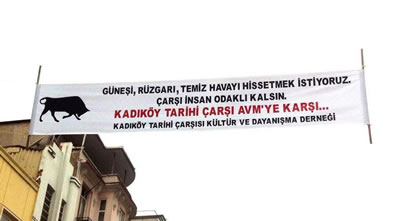 GÜNEŞİ, RÜZGARI, TEMİZ HAVAYI HİSSETMEK İSTİYORUZ.
ÇARŞI İNSAN ODAKLI KALSIN.
KADIKÖY TARİHİ ÇARŞI AVM'YE KARŞI...
KADIKÖY TARİHİ ÇARŞISI KÜLTÜR VE DAYANIŞMA DERNEĞİ